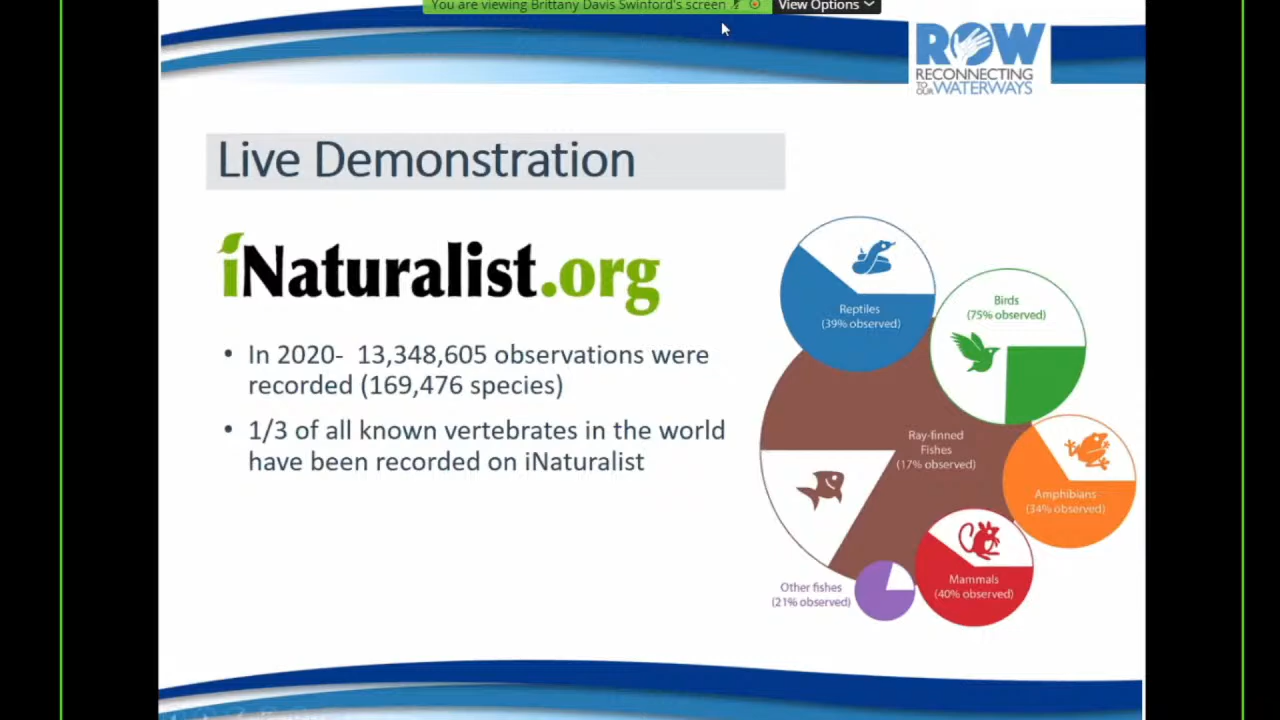 You are viewing Brittany Davis Swinford's screen
View Options
ROW
RECONNECTING
TO OUR WATERWAYS
Live Demonstration
iNaturalist.org
• In 2020- 13,348,605 observations were
recorded (169,476 species)
• 1/3 of all known vertebrates in the world
have been recorded on iNaturalist
Reptiles
(39% observed)
Birds
(75% observed)
Ray-finned
Fishes
(17% observed)
Amphibians
(34% observed)
Mammals
(40% observed)
Other fishes
(21% observed)